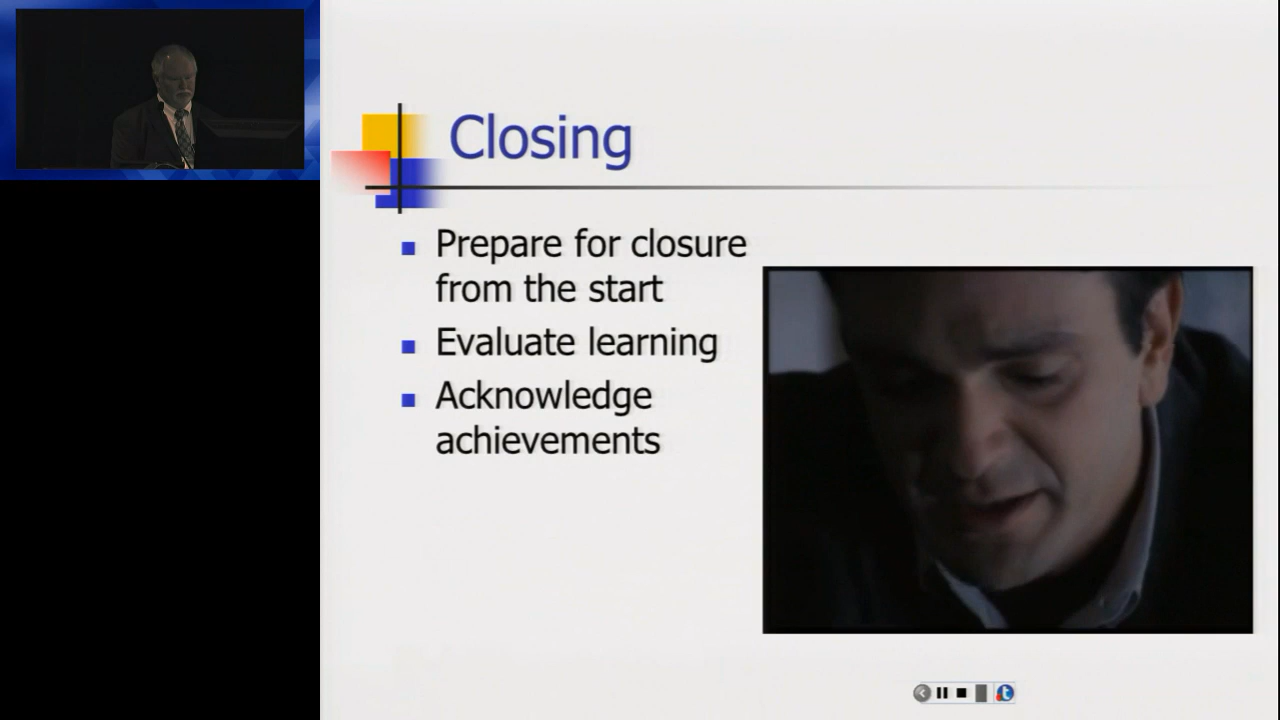 Closing
Prepare for closure
from the start
Evaluate learning
Acknowledge
achievements